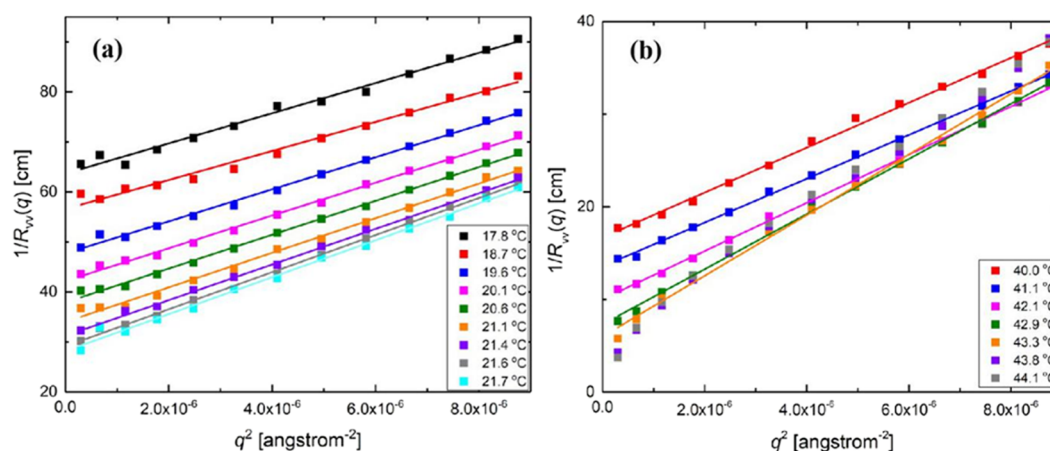 (a)
1/Rvv(q) [cm]
80
60
40
20
17.8 °C
18.7 °C
19.6 °C
20.1 °C
20.6 °C
21.1 °C
21.4 °C
21.6 °C
21.7 °C
0.0 2.0x10-6 4.0x10-6 6.0x10-6 8.0x10-6
q2 [angstrom-2]
(b)
1/Rvv(q) [cm]
40
20
0
40.0 °
41.1 °
42.1 °
42.9 °
43.3 °
43.8 °
44.1 °
0.0 2.0x10-6 4.0x10-6 6.0x10-6 8.0x10-6
q2 [angstrom-2]